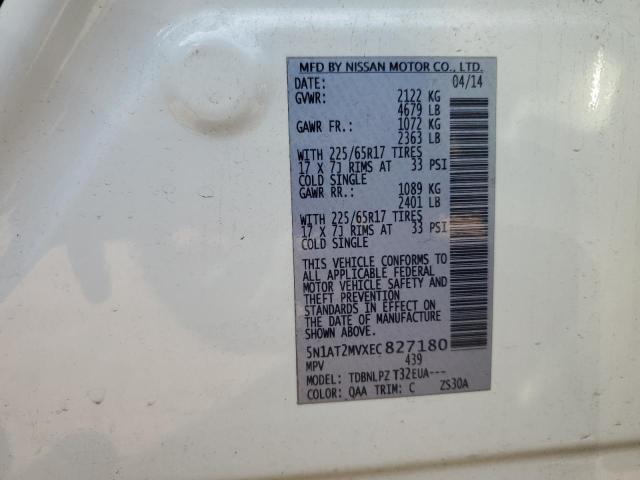 MFD BY NISSAN MOTOR CO., LTD.
DATE: 04/14
GVWR: 2122 KG
4679 LB
GAWR FR.: 1072 KG
2363 LB
WITH 225/65R17 TIRES
17 X 7J RIMS AT 33 PSI
COLD SINGLE
GAWR RR.: 1089 KG
2401 LB
WITH 225/65R17 TIRES
17 X 7J RIMS AT 33 PSI
COLD SINGLE
THIS VEHICLE CONFORMS TO
ALL APPLICABLE FEDERAL
MOTOR VEHICLE SAFETY AND
THEFT PREVENTION
STANDARDS IN EFFECT ON
THE DATE OF MANUFACTURE
SHOWN ABOVE.
5N1AT2MVXEC827180
MPV 439
MODEL: TDBNLPZ T32EUA---
COLOR: QAA TRIM: C ZS30A